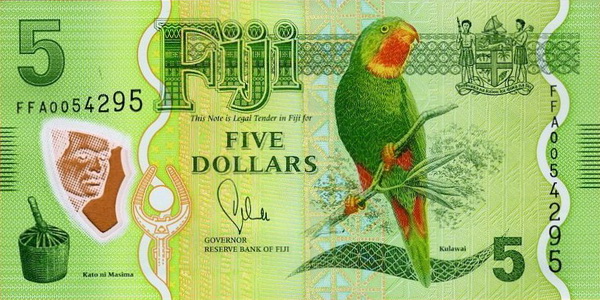 5
Fiji
FFA0054295
This Note is Legal Tender in Fiji for
FIVE
DOLLARS
GOVERNOR
RESERVE BANK OF FIJI
Kato ni Masima
Kulawai
5
FFA0054295